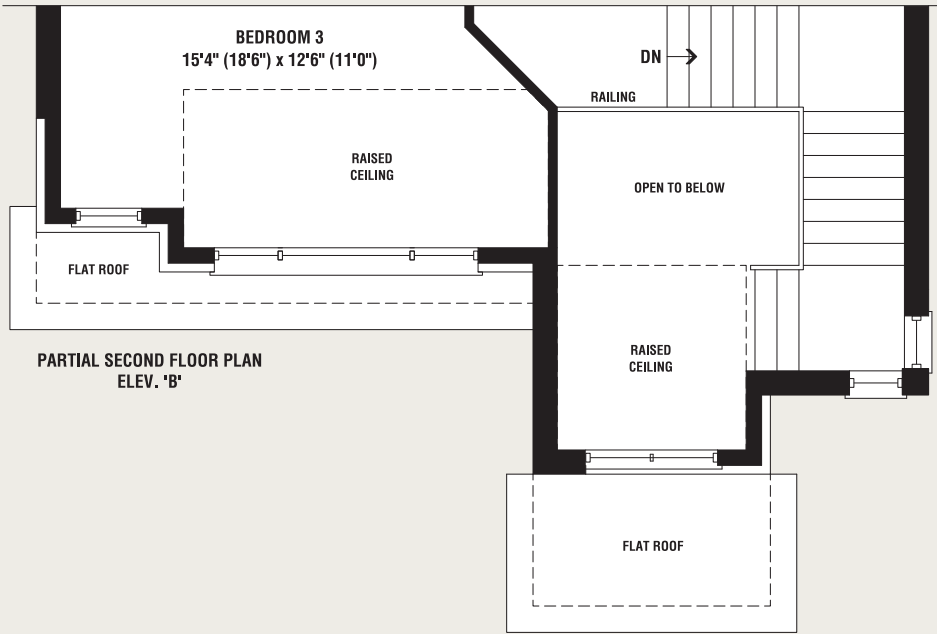 BEDROOM 3
15'4" (18'6") x 12'6" (11'0")
DN
RAILING
RAISED
CEILING
OPEN TO BELOW
FLAT ROOF
PARTIAL SECOND FLOOR PLAN
ELEV. 'B'
RAISED
CEILING
FLAT ROOF